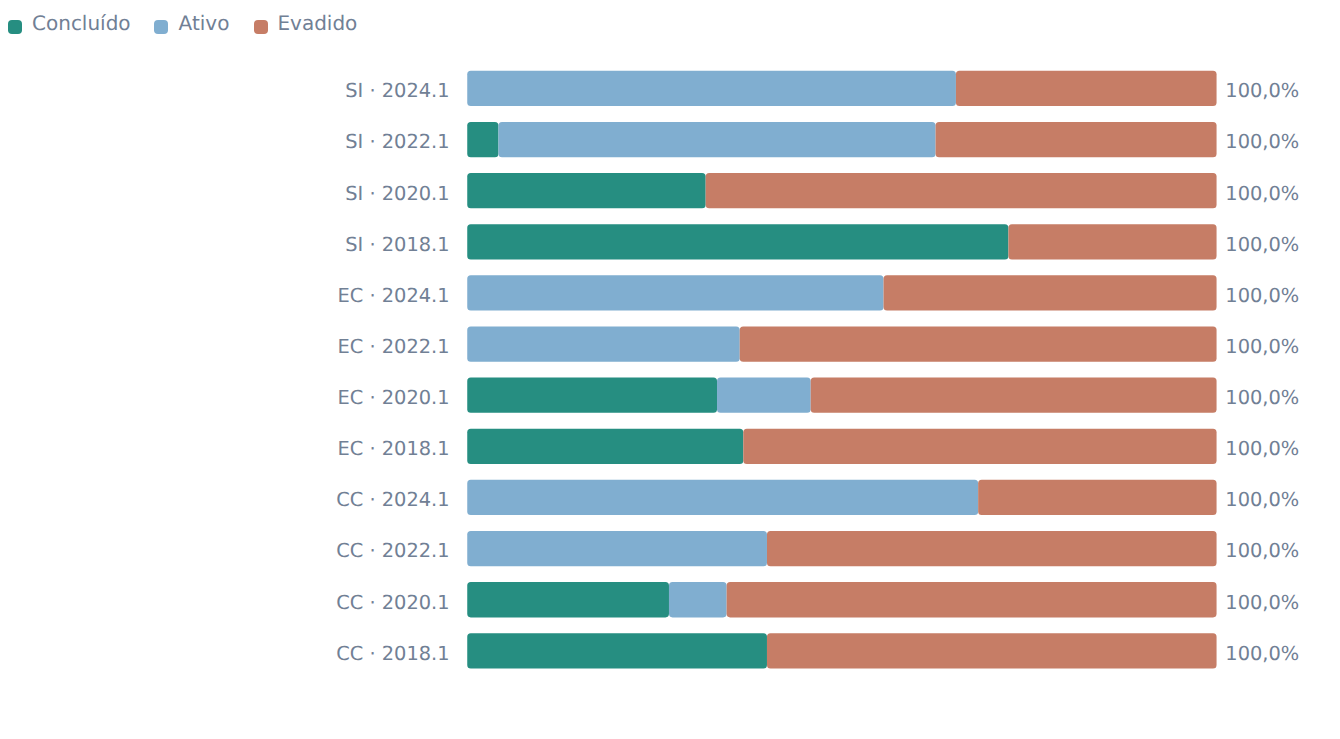 Concluído Ativo Evadido
SI · 2024.1 100,0%
SI · 2022.1 100,0%
SI · 2020.1 100,0%
SI · 2018.1 100,0%
EC · 2024.1 100,0%
EC · 2022.1 100,0%
EC · 2020.1 100,0%
EC · 2018.1 100,0%
CC · 2024.1 100,0%
CC · 2022.1 100,0%
CC · 2020.1 100,0%
CC · 2018.1 100,0%